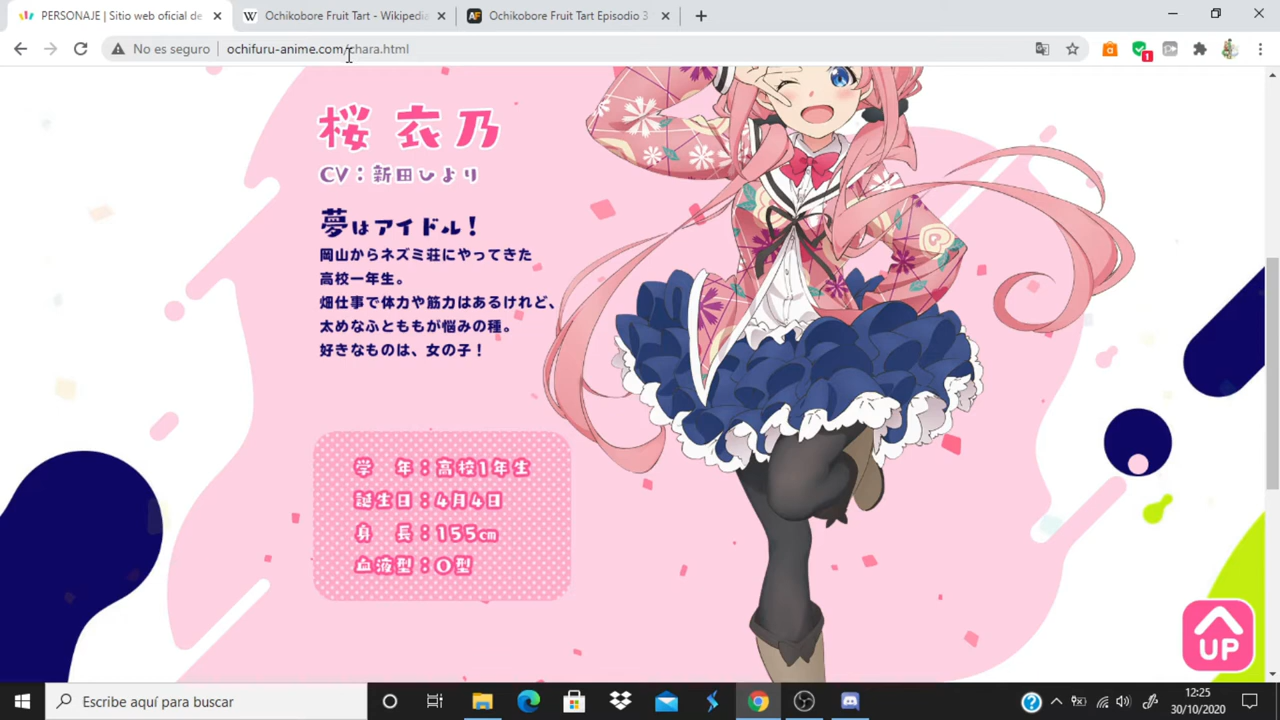 PERSONAJE | Sitio web oficial de
Ochikobore Fruit Tart - Wikipedia
Ochikobore Fruit Tart Episodio 3
No es seguro
ochifuru-anime.com/chara.html
1
桜 衣乃
CV：新田ひより
夢はアイドル！
岡山からネズミ荘にやってきた
高校一年生。
畑仕事で体力や筋力はあるけれど、
太めなふとももが悩みの種。
好きなものは、女の子！
学 年：高校1年生
誕生日：4月4日
身 長：155cm
血液型：O型
UP
Escribe aquí para buscar
12:25
30/10/2020